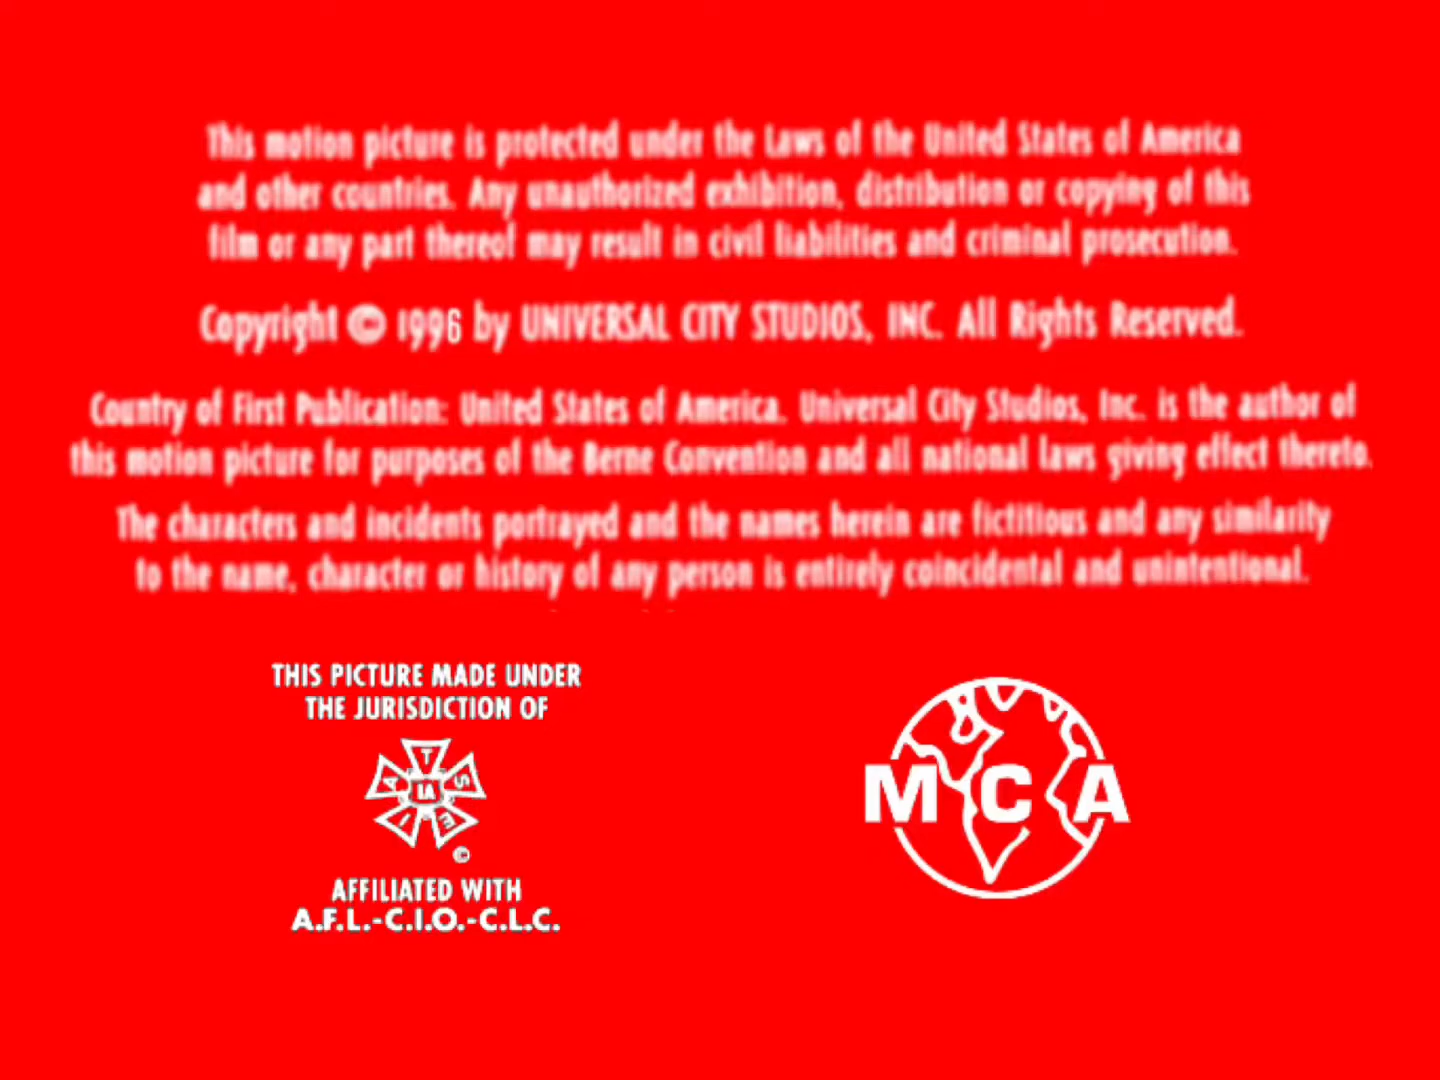 This motion picture is protected under the Laws of the United States of America
and other countries. Any unauthorized exhibition, distribution or copying of this
film or any part thereof may result in civil liabilities and criminal prosecution.
Copyright © 1996 by UNIVERSAL CITY STUDIOS, INC. All Rights Reserved.
Country of First Publication: United States of America. Universal City Studios, Inc. is the author of
this motion picture for purposes of the Berne Convention and all national laws giving effect thereto.
The characters and incidents portrayed and the names herein are fictitious and any similarity
to the name, character or history of any person is entirely coincidental and unintentional.
THIS PICTURE MADE UNDER
THE JURISDICTION OF
IATSE
IA
©
AFFILIATED WITH
A.F.L.-C.I.O.-C.L.C.
MCA